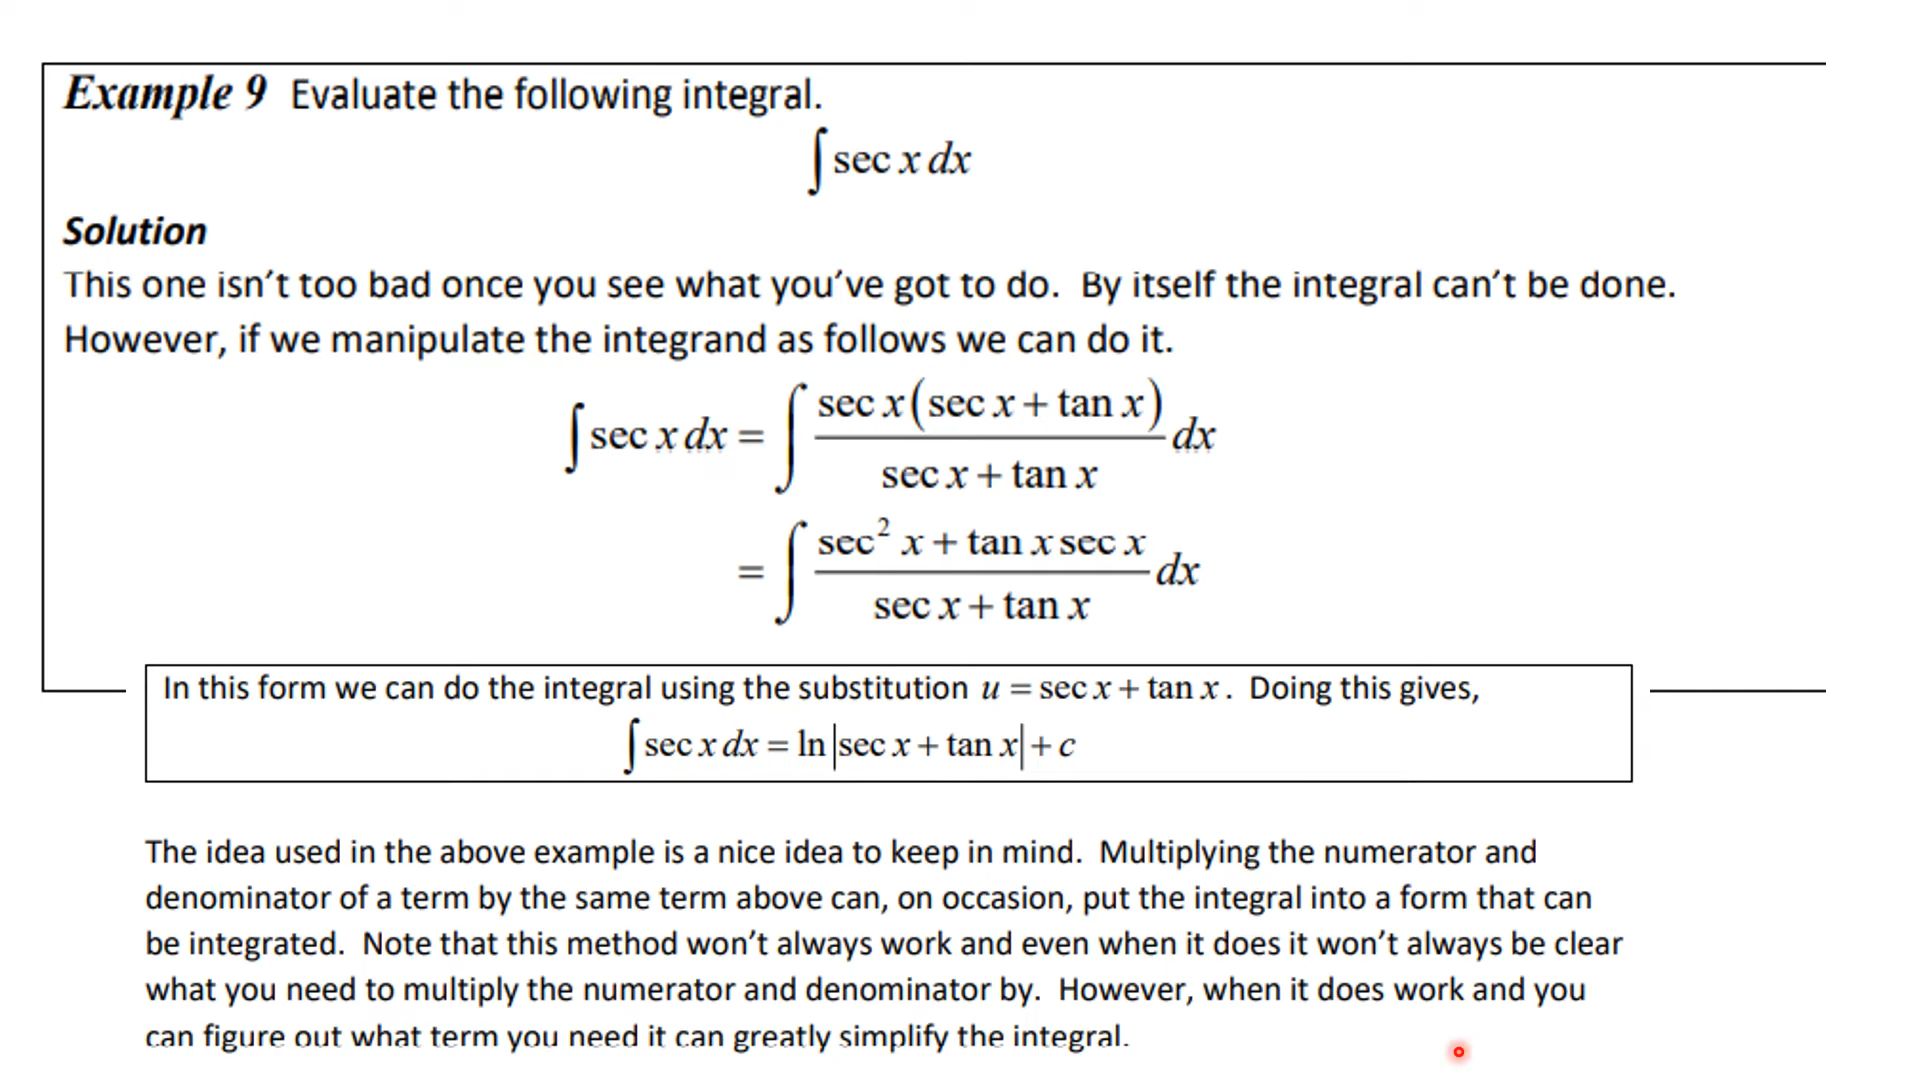 Example 9 Evaluate the following integral.
∫ sec x dx
Solution
This one isn't too bad once you see what you've got to do. By itself the integral can't be done.
However, if we manipulate the integrand as follows we can do it.
∫ sec x dx = ∫ sec x(sec x + tan x) / (sec x + tan x) dx
= ∫ (sec² x + tan x sec x) / (sec x + tan x) dx
In this form we can do the integral using the substitution u = sec x + tan x. Doing this gives,
∫ sec x dx = ln|sec x + tan x| + c
The idea used in the above example is a nice idea to keep in mind. Multiplying the numerator and
denominator of a term by the same term above can, on occasion, put the integral into a form that can
be integrated. Note that this method won't always work and even when it does it won't always be clear
what you need to multiply the numerator and denominator by. However, when it does work and you
can figure out what term you need it can greatly simplify the integral.